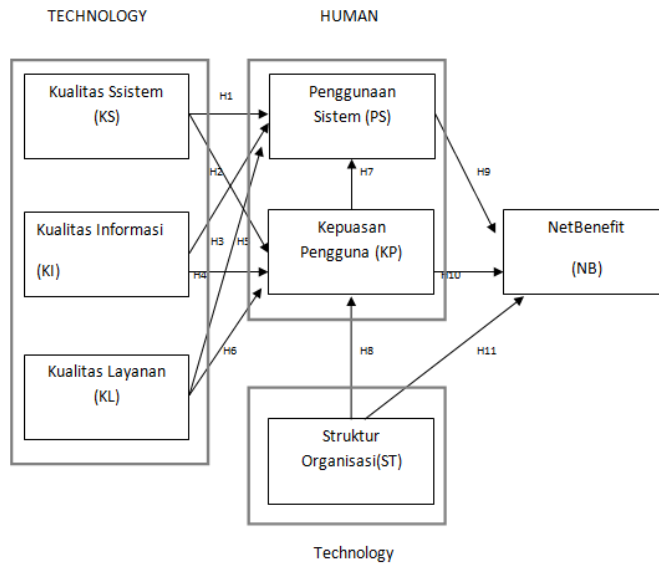 TECHNOLOGY
HUMAN
Kualitas Ssistem
(KS)
H1
Penggunaan
Sistem (PS)
H2
H7
H9
Kualitas Informasi
(KI)
H3
H5
H4
Kepuasan
Pengguna (KP)
H10
NetBenefit
(NB)
H6
H8
H11
Kualitas Layanan
(KL)
Struktur
Organisasi(ST)
Technology